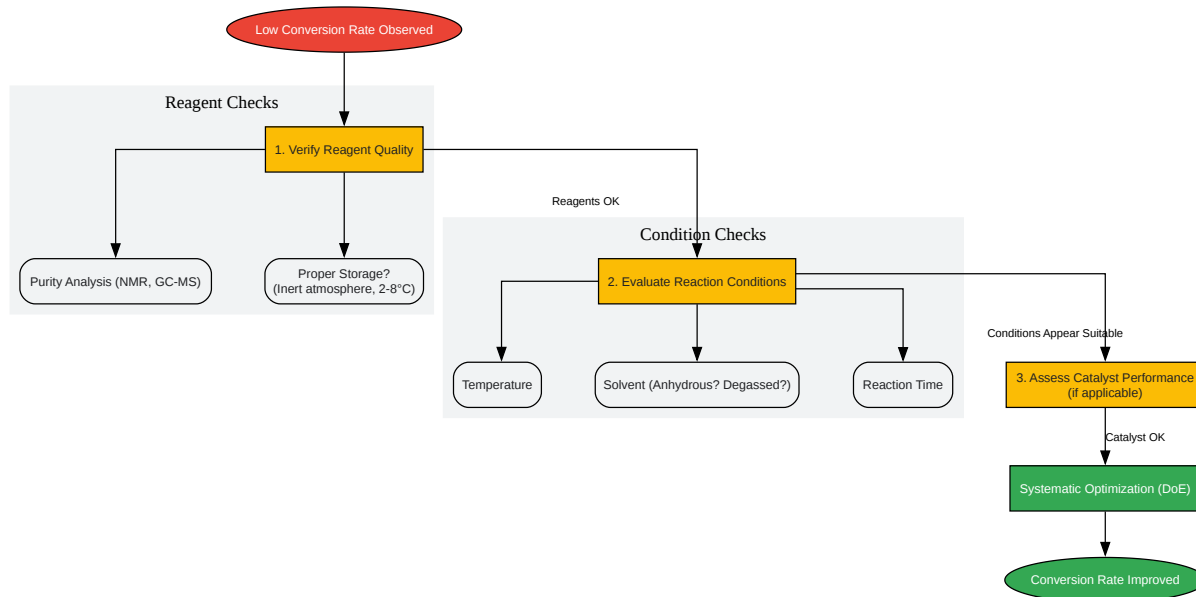 Low Conversion Rate Observed
Reagent Checks
1. Verify Reagent Quality
Reagents OK
Purity Analysis (NMR, GC-MS)
Proper Storage?
(Inert atmosphere, 2-8°C)
Condition Checks
2. Evaluate Reaction Conditions
Conditions Appear Suitable
Temperature
Solvent (Anhydrous? Degassed?)
Reaction Time
3. Assess Catalyst Performance
(if applicable)
Catalyst OK
Systematic Optimization (DoE)
Conversion Rate Improved